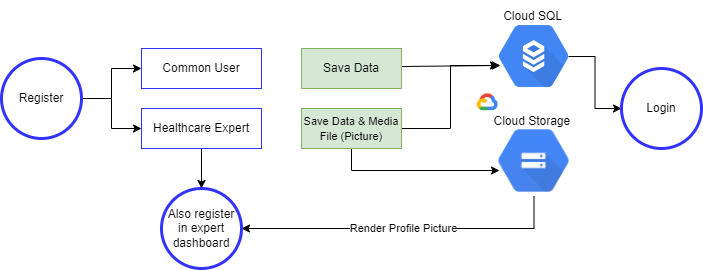 Cloud SQL
Register
Common User
Sava Data
Healthcare Expert
Save Data & Media
File (Picture)
Cloud Storage
Login
Also register
in expert
dashboard
Render Profile Picture